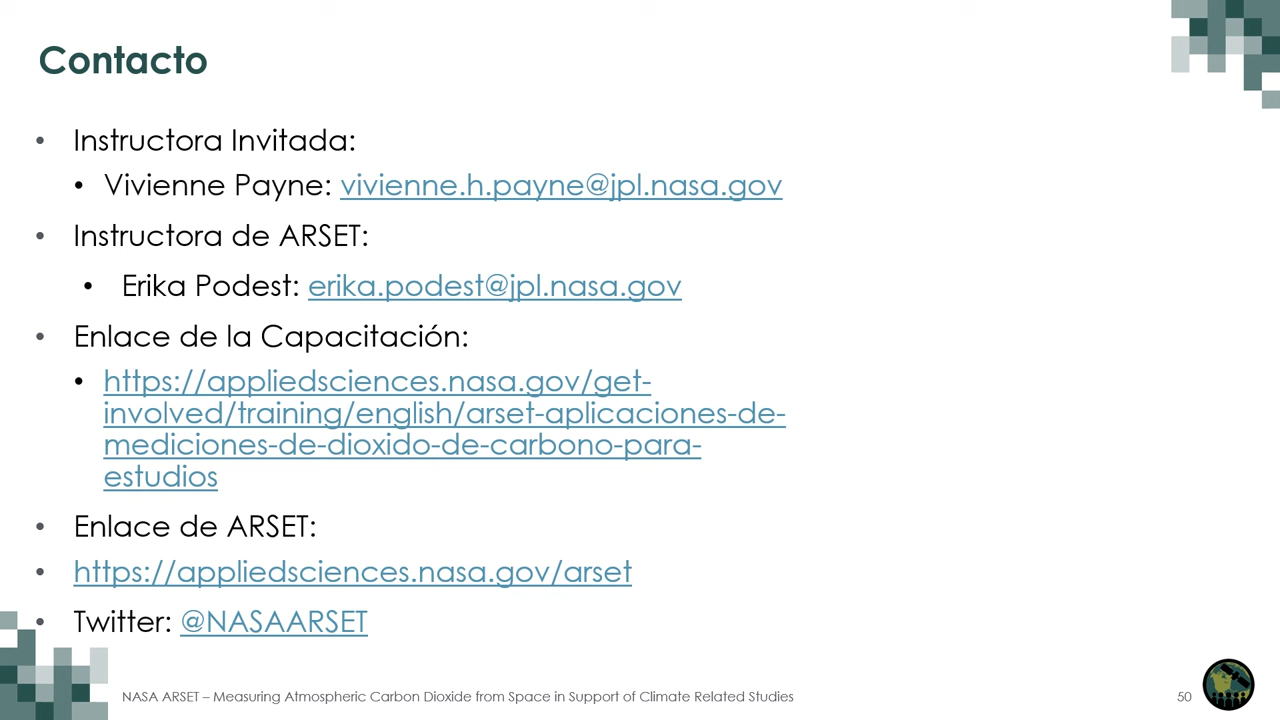 Contacto
• Instructora Invitada:
• Vivienne Payne: vivienne.h.payne@jpl.nasa.gov
• Instructora de ARSET:
• Erika Podest: erika.podest@jpl.nasa.gov
• Enlace de la Capacitación:
• https://appliedsciences.nasa.gov/get-
involved/training/english/arset-aplicaciones-de-
mediciones-de-dioxido-de-carbono-para-
estudios
• Enlace de ARSET:
• https://appliedsciences.nasa.gov/arset
• Twitter: @NASAARSET
NASA ARSET – Measuring Atmospheric Carbon Dioxide from Space in Support of Climate Related Studies
50